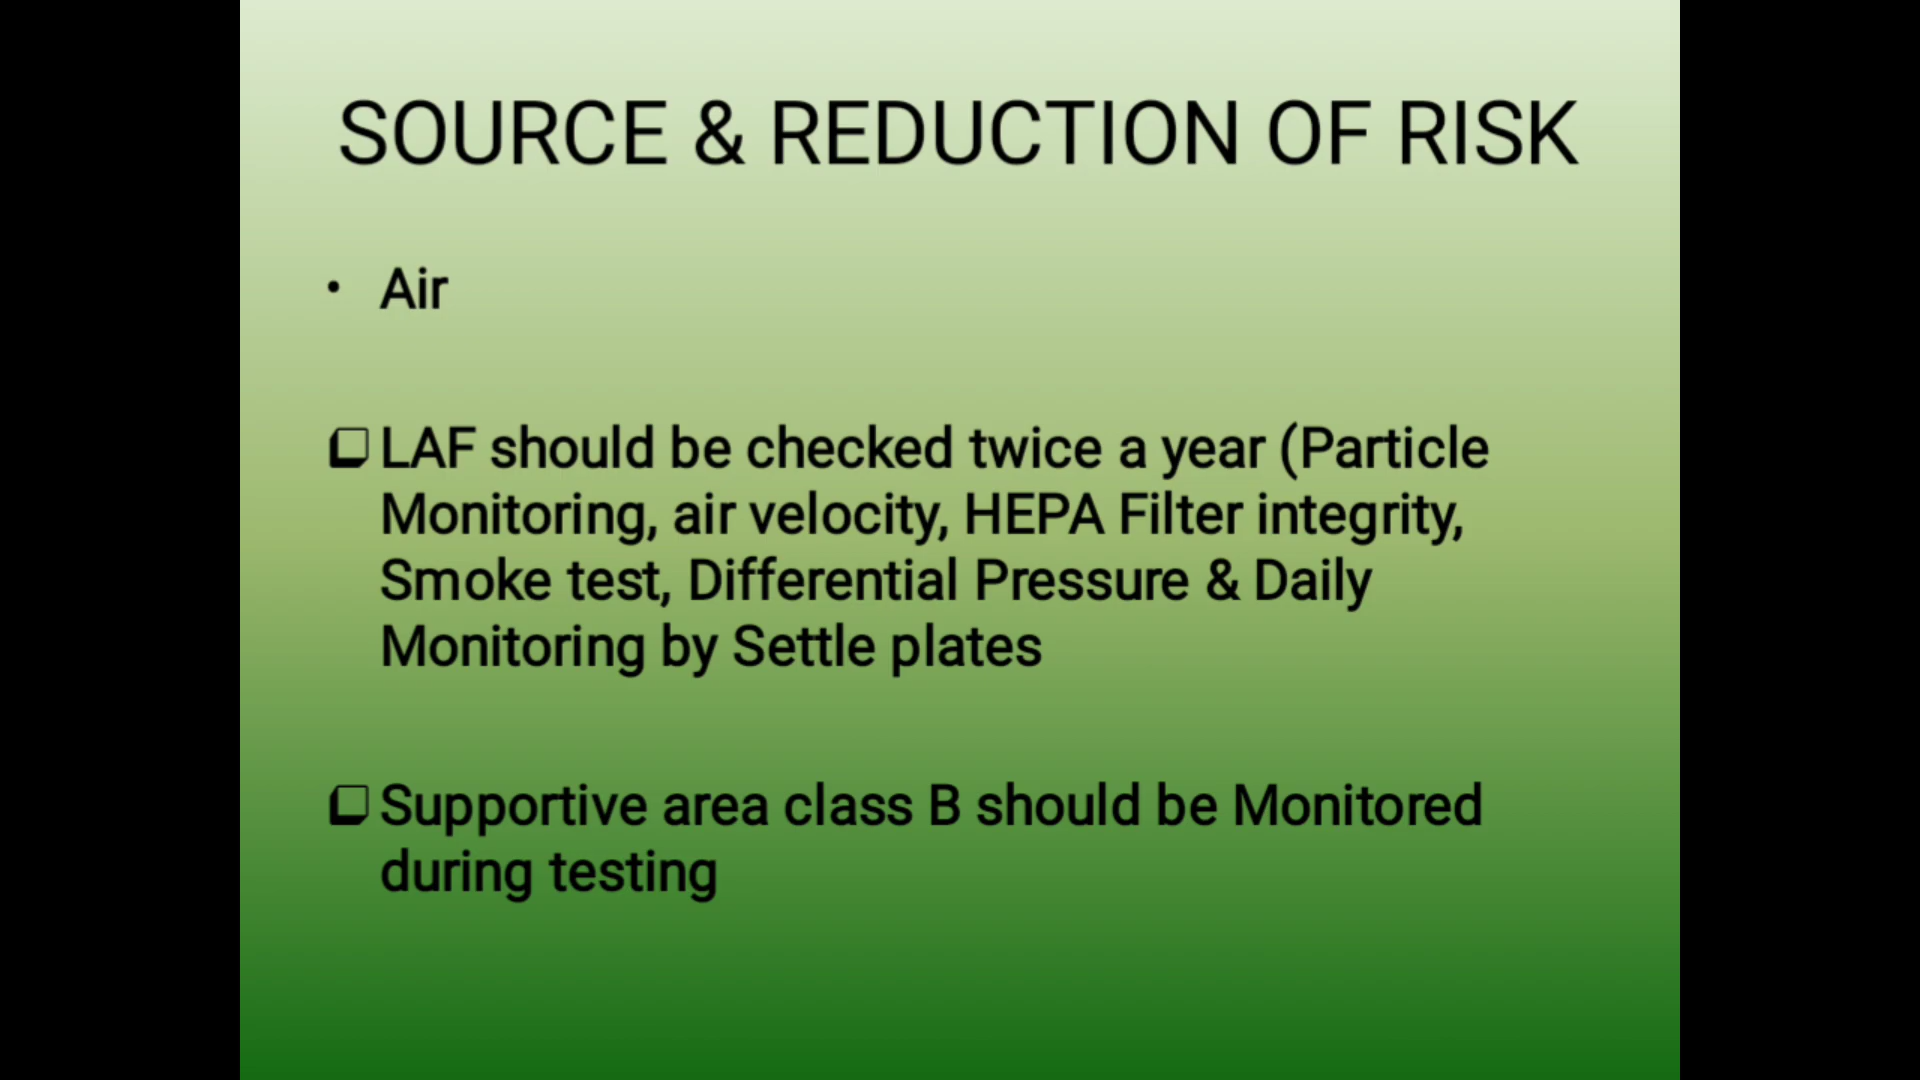 SOURCE & REDUCTION OF RISK
• Air
❑ LAF should be checked twice a year (Particle
Monitoring, air velocity, HEPA Filter integrity,
Smoke test, Differential Pressure & Daily
Monitoring by Settle plates
❑ Supportive area class B should be Monitored
during testing